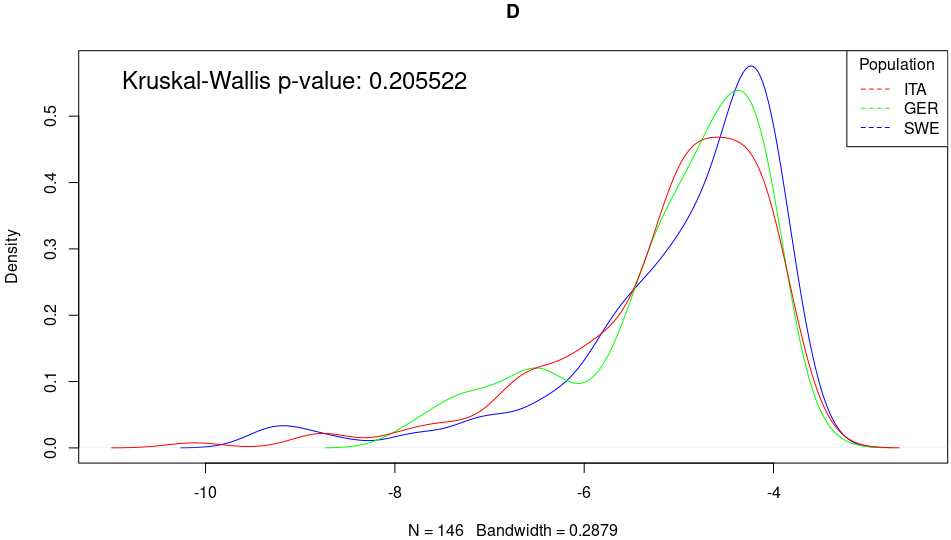 D
Kruskal-Wallis p-value: 0.205522
Population
ITA
GER
SWE
Density
0.5
0.4
0.3
0.2
0.1
0.0
-10 -8 -6 -4
N = 146 Bandwidth = 0.2879